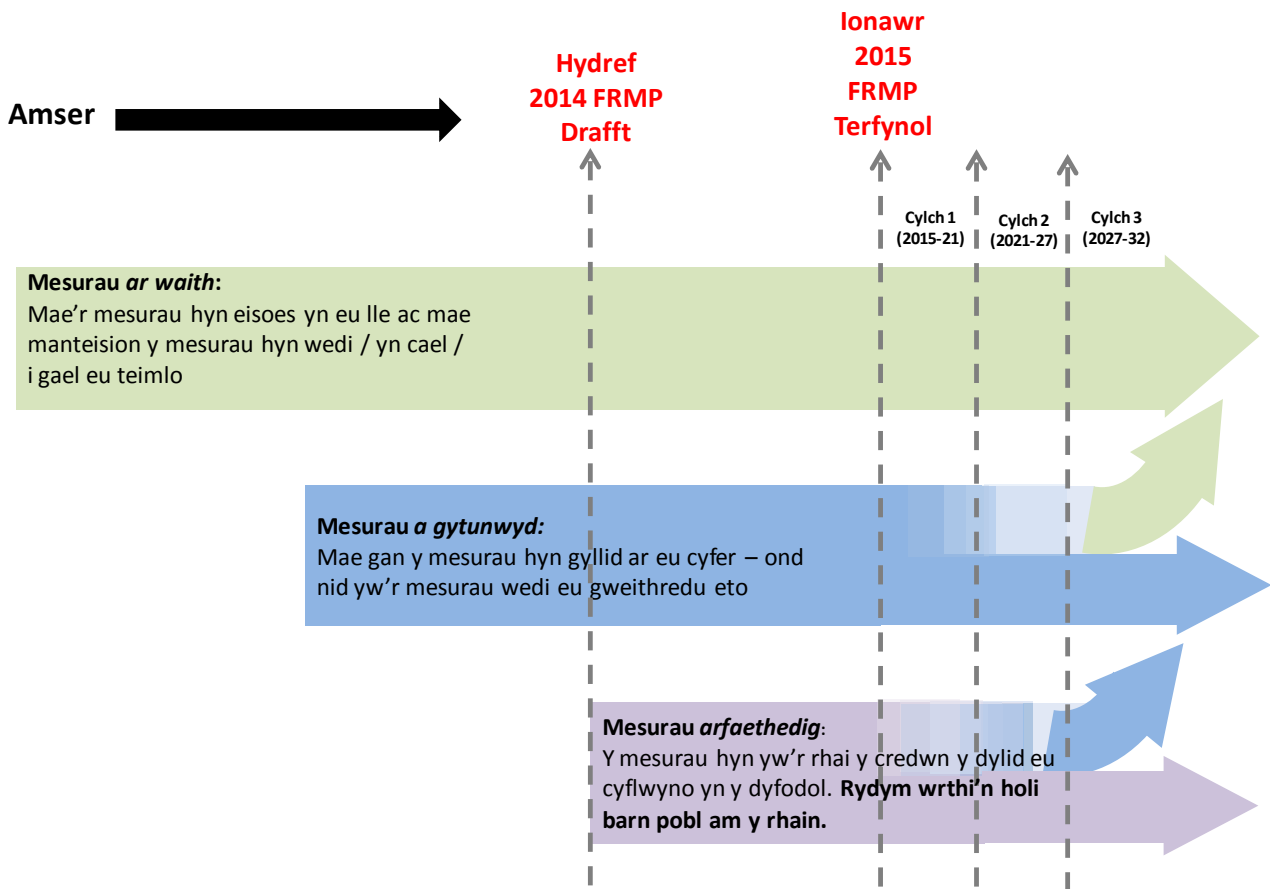 Amser
Hydref
2014 FRMP
Drafft
Ionawr
2015
FRMP
Terfynol
Cylch 1
(2015-21)
Cylch 2
(2021-27)
Cylch 3
(2027-32)
Mesurau ar waith:
Mae'r mesurau hyn eisoes yn eu lle ac mae
manteision y mesurau hyn wedi / yn cael /
i gael eu teimlo
Mesurau a gytunwyd:
Mae gan y mesurau hyn gyllid ar eu cyfer – ond
nid yw'r mesurau wedi eu gweithredu eto
Mesurau arfaethedig:
Y mesurau hyn yw'r rhai y credwn y dylid eu
cyflwyno yn y dyfodol. Rydym wrthi'n holi
barn pobl am y rhain.